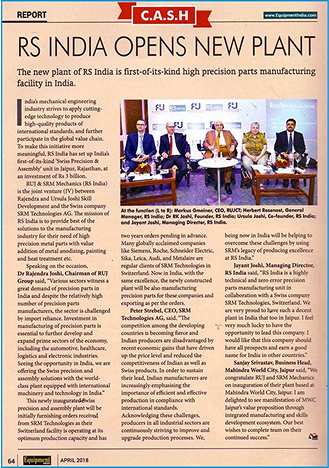 REPORT
C.A.S.H
www.EquipmentIndia.com
RS INDIA OPENS NEW PLANT
The new plant of RS India is first-of-its-kind high precision parts manufacturing
facility in India.
India's mechanical engineering
industry strives to apply cutting-
edge technology to produce
high-quality products of
international standards, and further
participate in the global value chain.
To make this initiative more
meaningful, RS India has set up India's
first-of-its-kind 'Swiss Precision &
Assembly' unit in Jaipur, Rajasthan, at
an investment of Rs 3 billion.
RUJ & SRM Mechanics (RS India)
is the joint venture (JV) between
Rajendra and Ursula Joshi Skill
Development and the Swiss company
SRM Technologies AG. The mission of
RS India is to provide best of the
solutions to the manufacturing
industry for their need of high
precision metal parts with value
addition of metal anodising, painting
and heat treatment etc.
Speaking on the occasion,
Dr Rajendra Joshi, Chairman of RUJ
Group said, "Various sectors witness a
great demand of precision parts in
India and despite the relatively high
number of precision parts
manufacturers, the sector is challenged
by import reliance. Investment in
manufacturing of precision parts is
essential to further develop and
expand prime sectors of the economy,
including the automotive, healthcare,
logistics and electronic industries.
Seeing the opportunity in India, we
are offering the Swiss precision and
assembly solutions with the world-
class plant equipped with international
machinery and technology in India."
This newly inaugurated Swiss
precision and assembly plant will be
initially furnishing orders received
from SRM Technologies as their
Switzerland facility is operating at its
optimum production capacity and has
At the function (L to R): Markus Gmeiner, CEO, RUJCT; Herbert Rosenast, General
Manager, RS India; Dr RK Joshi, Founder, RS India; Ursula Joshi, Co-founder, RS India;
and Jayant Joshi, Managing Director, RS India.
two years orders pending in advance.
Many globally acclaimed companies
like Siemens, Roche, Schneider Electric,
Sika, Leica, Audi, and Metalaire are
regular clients of SRM Technologies in
Switzerland. Now in India, with the
same excellence, the newly constructed
plant will be also manufacturing
precision parts for these companies and
exporting as per the orders.
Peter Strebel, CEO, SRM
Technologies AG, said, "The
competition among the developing
countries is becoming fierce and
Indian producers are disadvantaged by
recent economic gains that have driven
up the price level and reduced the
competitiveness of Indian as well as
Swiss products. In order to sustain
their lead, Indian manufacturers are
increasingly emphasising the
importance of efficient and effective
production in compliance with
international standards.
Acknowledging these challenges,
producers in all industrial sectors are
continuously striving to improve and
upgrade production processes. We,
being now in India will be helping to
overcome these challenges by using
SRM's legacy of producing excellence
at RS India."
Jayant Joshi, Managing Director,
RS India said, "RS India is a highly
technical and zero error precision
parts manufacturing unit in
collaboration with a Swiss company
SRM Technologies, Switzerland. We
are very proud to have such a decent
plant in India that too in Jaipur. I feel
very much lucky to have the
opportunity to lead this company. I
would like that this company should
have all prospects and earn a good
name for India in other countries."
Sanjay Srivastav, Business Head,
Mahindra World City, Jaipur said, "We
congratulate RUJ and SRM Mechanics
on inauguration of their plant based at
Mahindra World City, Jaipur. I am
delighted to see manifestation of MWC
Jaipur's value proposition through
integrated manufacturing and skills
development ecosystem. Our best
wishes to complete team on their
continued success."
64
Equipment
APRIL 2018